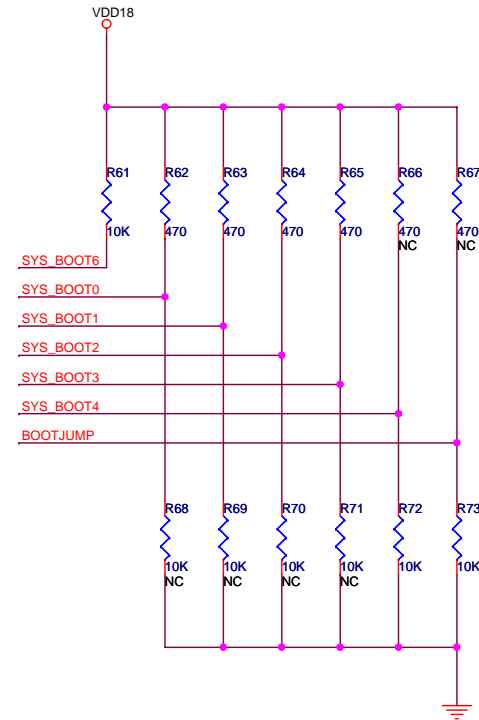 VDD18
R61 R62 R63 R64 R65 R66 R67
10K 470 470 470 470 470 470
NC NC
SYS_BOOT6
SYS_BOOT0
SYS_BOOT1
SYS_BOOT2
SYS_BOOT3
SYS_BOOT4
BOOTJUMP
R68 R69 R70 R71 R72 R73
10K 10K 10K 10K 10K 10K
NC NC NC NC